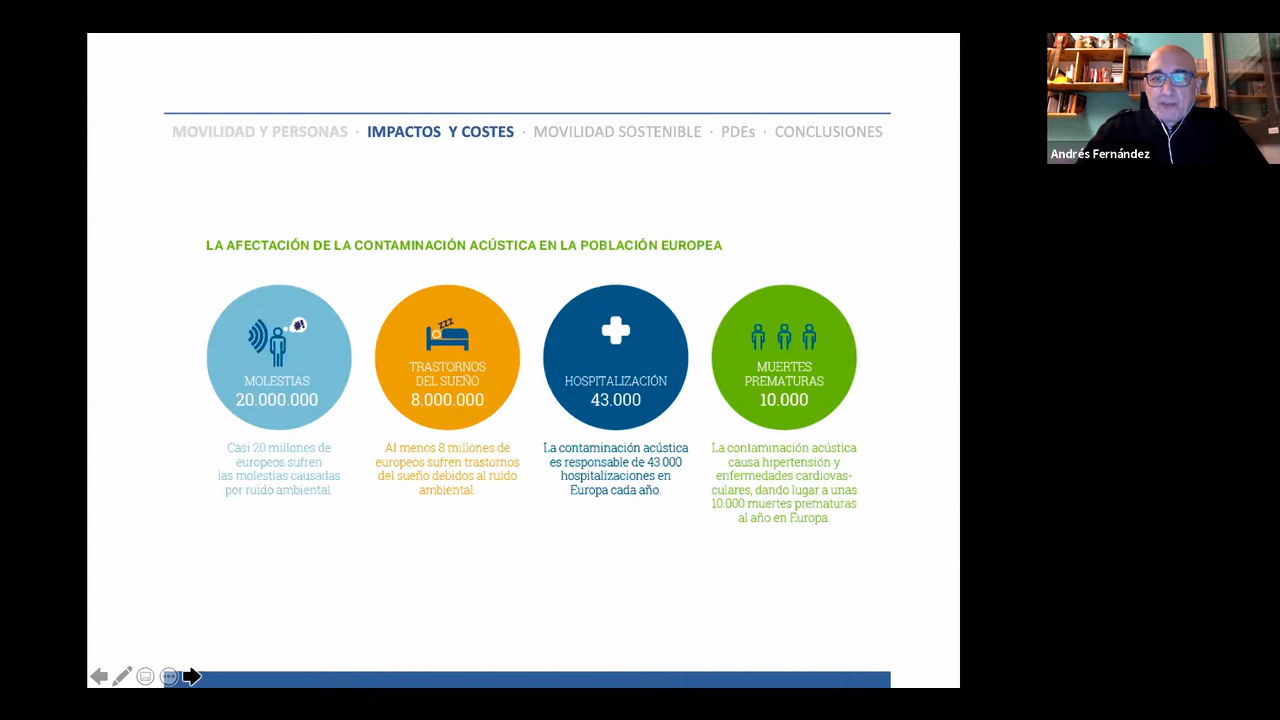 MOVILIDAD Y PERSONAS · IMPACTOS Y COSTES · MOVILIDAD SOSTENIBLE · PDEs · CONCLUSIONES
Andrés Fernández
LA AFECTACIÓN DE LA CONTAMINACIÓN ACÚSTICA EN LA POBLACIÓN EUROPEA
#!
MOLESTIAS
20.000.000
Casi 20 millones de
europeos sufren
las molestias causadas
por ruido ambiental.
ZZZ
TRASTORNOS
DEL SUEÑO
8.000.000
Al menos 8 millones de
europeos sufren trastornos
del sueño debidos al ruido
ambiental.
HOSPITALIZACIÓN
43.000
La contaminación acústica
es responsable de 43.000
hospitalizaciones en
Europa cada año.
MUERTES
PREMATURAS
10.000
La contaminación acústica
causa hipertensión y
enfermedades cardiovas-
culares, dando lugar a unas
10.000 muertes prematuras
al año en Europa.